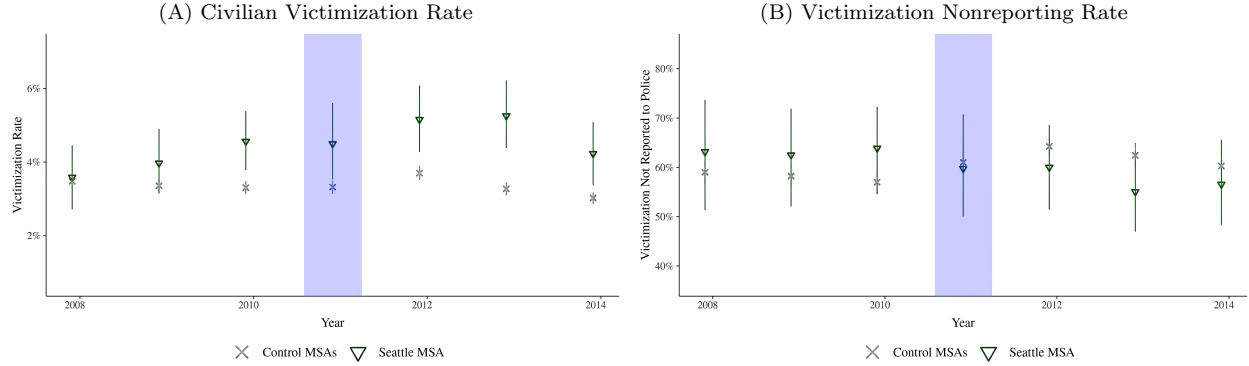 (A) Civilian Victimization Rate
Victimization Rate
6%
4%
2%
2008 2010 2012 2014
Year
Control MSAs Seattle MSA
(B) Victimization Nonreporting Rate
Victimization Not Reported to Police
80%
70%
60%
50%
40%
2008 2010 2012 2014
Year
Control MSAs Seattle MSA